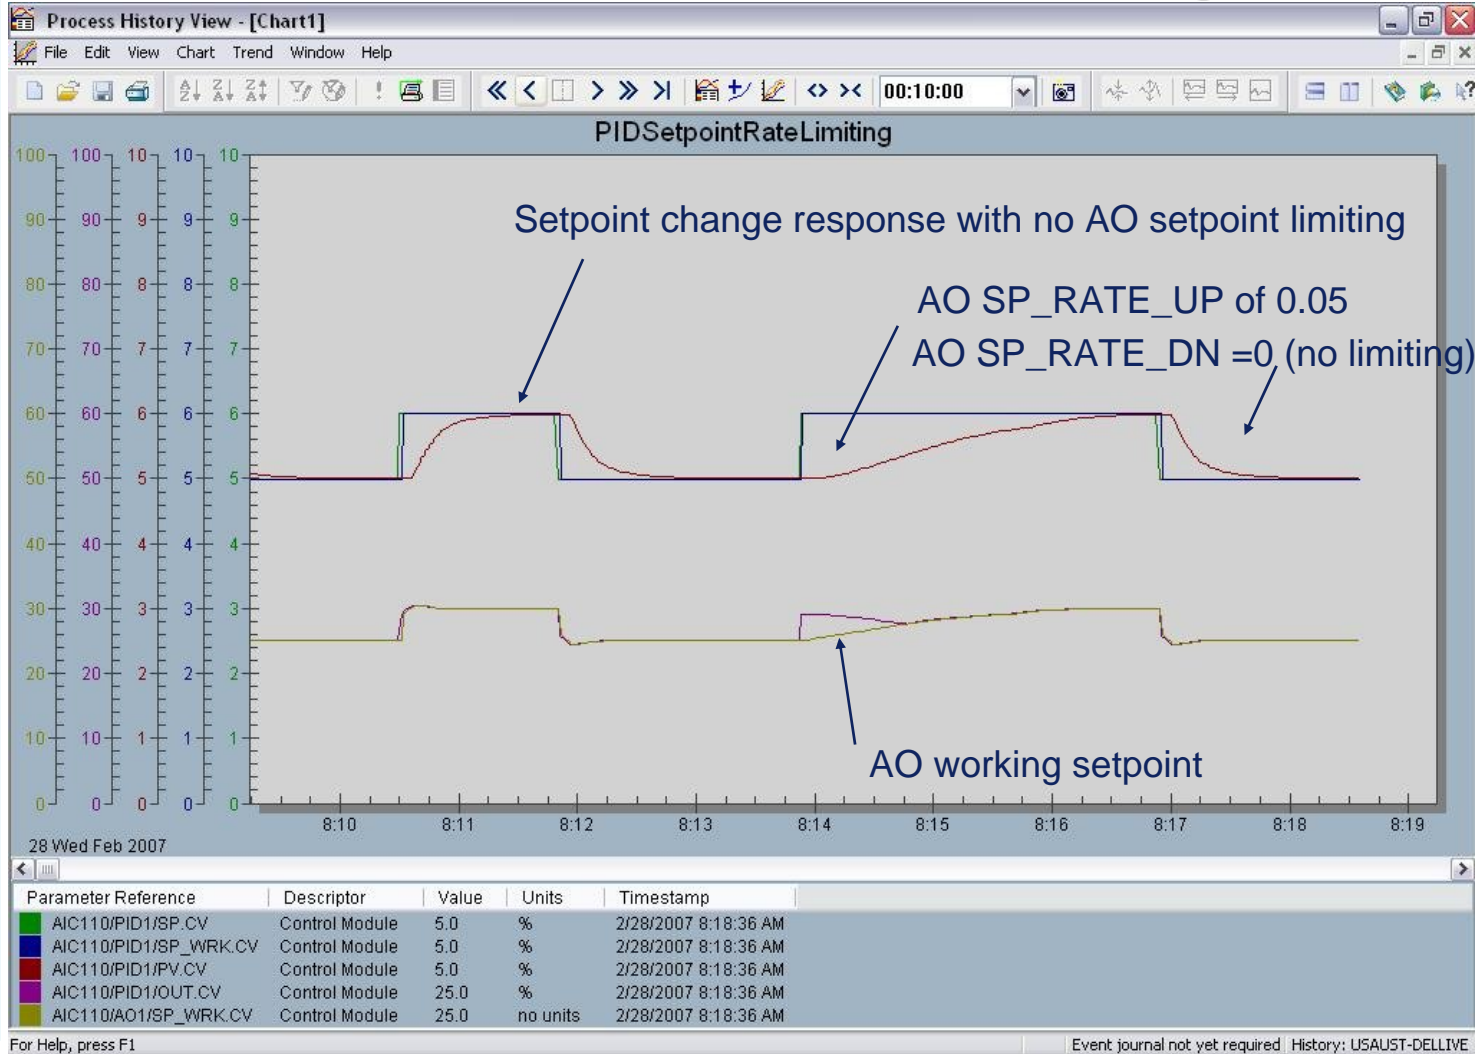 Process History View - [Chart1]
File Edit View Chart Trend Window Help
00:10:00
PIDSetpointRateLimiting
100 100 10 10 10
90 90 9 9 9
80 80 8 8 8
70 70 7 7 7
60 60 6 6 6
50 50 5 5 5
40 40 4 4 4
30 30 3 3 3
20 20 2 2 2
10 10 1 1 1
0 0 0 0 0
Setpoint change response with no AO setpoint limiting
AO SP_RATE_UP of 0.05
AO SP_RATE_DN =0 (no limiting)
AO working setpoint
8:10 8:11 8:12 8:13 8:14 8:15 8:16 8:17 8:18 8:19
28 Wed Feb 2007
Parameter Reference Descriptor Value Units Timestamp
AIC110/PID1/SP.CV Control Module 5.0 % 2/28/2007 8:18:36 AM
AIC110/PID1/SP_WRK.CV Control Module 5.0 % 2/28/2007 8:18:36 AM
AIC110/PID1/PV.CV Control Module 5.0 % 2/28/2007 8:18:36 AM
AIC110/PID1/OUT.CV Control Module 25.0 % 2/28/2007 8:18:36 AM
AIC110/AO1/SP_WRK.CV Control Module 25.0 no units 2/28/2007 8:18:36 AM
For Help, press F1
Event journal not yet required History: USAUST-DELLIVE